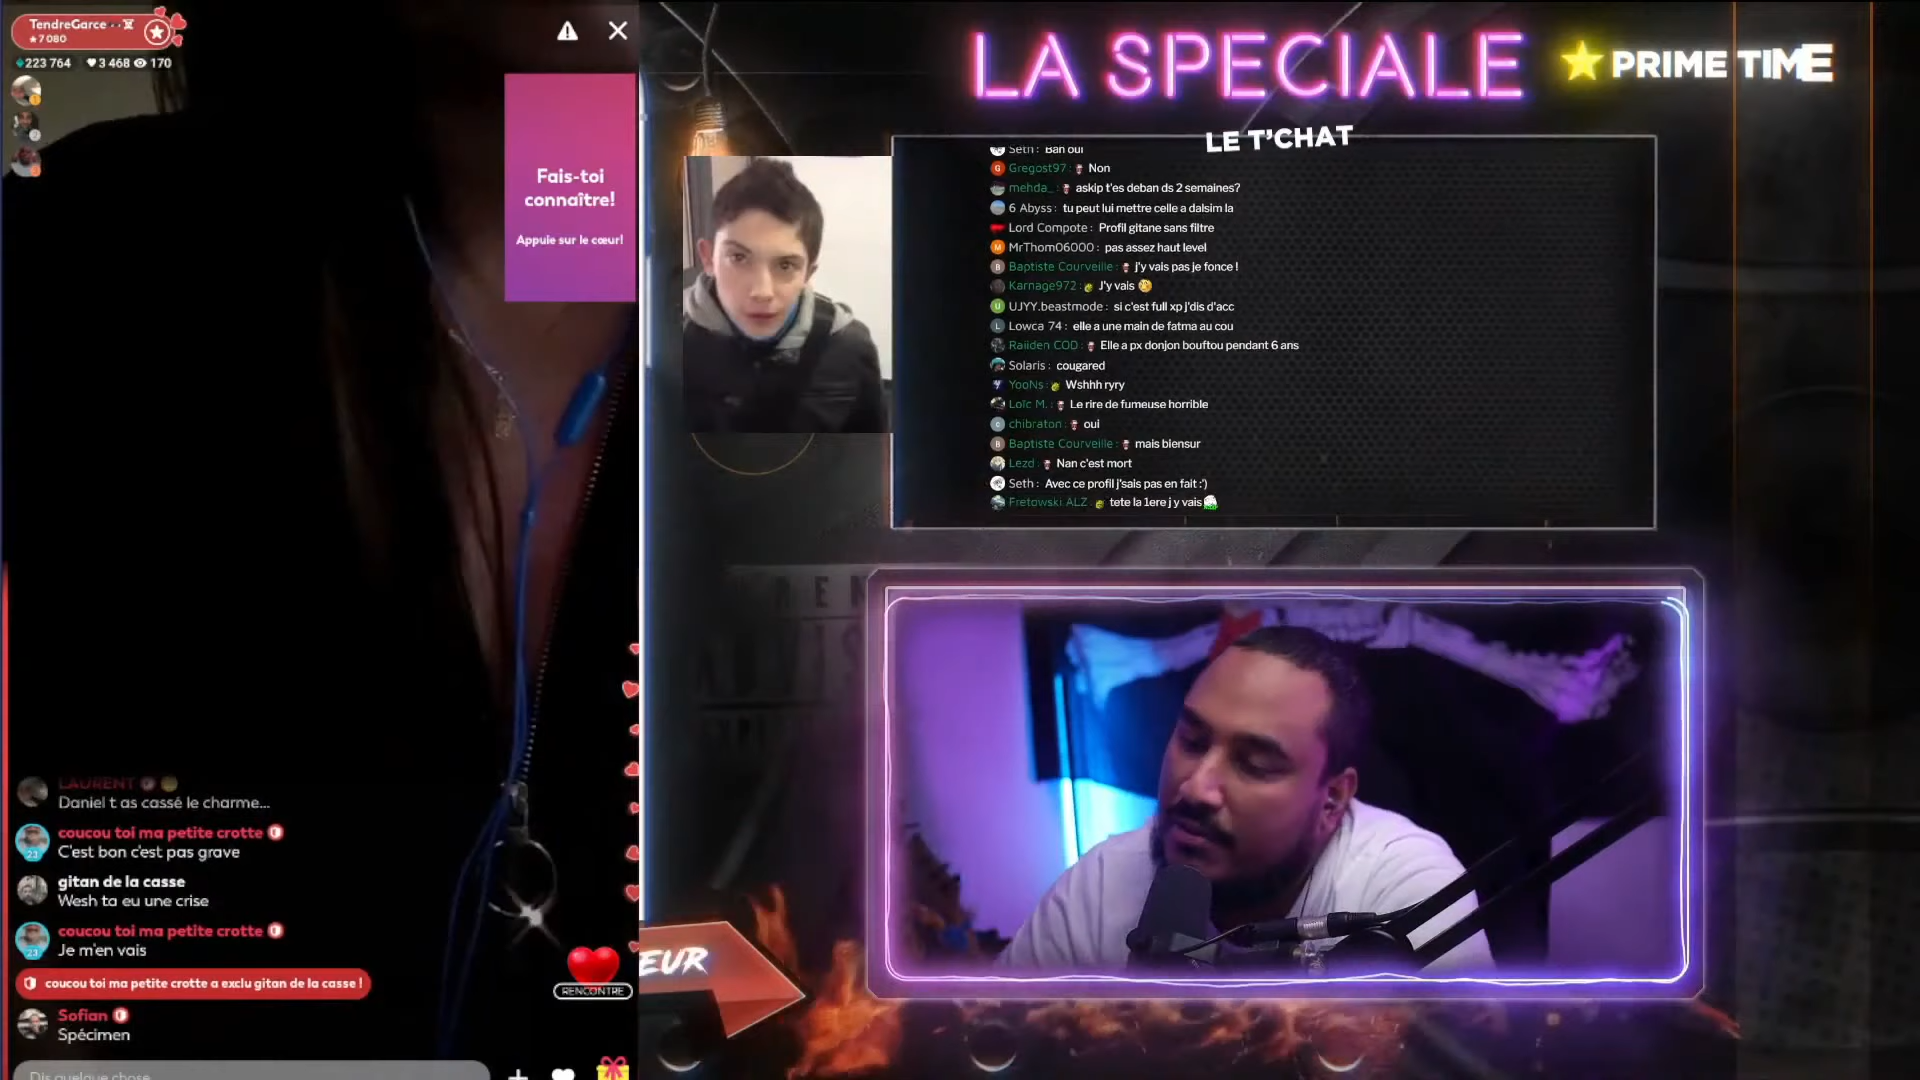 TendreGarce
★7 080
223 764 ♥3 468 170
Fais-toi
connaître!
Appuie sur le cœur!
LAURENT
Daniel t as cassé le charme...
coucou toi ma petite crotte
23
C'est bon c'est pas grave
gitan de la casse
Wesh ta eu une crise
coucou toi ma petite crotte
23
Je m'en vais
coucou toi ma petite crotte a exclu gitan de la casse !
Sofian
Spécimen
Dis quelque chose
RENCONTRE
EUR
LA SPECIALE
PRIME TIME
LE T'CHAT
Seth : Ban oui
Gregost97 : Non
mehda_ : askip t'es deban ds 2 semaines?
6 Abyss : tu peut lui mettre celle a dalsim la
Lord Compote : Profil gitane sans filtre
MrThom06000 : pas assez haut level
Baptiste Courveille : j'y vais pas je fonce !
Karnage972 : J'y vais
UJYY.beastmode : si c'est full xp j'dis d'acc
Lowca 74 : elle a une main de fatma au cou
Raiiden COD : Elle a px donjon bouftou pendant 6 ans
Solaris : cougared
YooNs : Wshhh ryry
Loïc M. : Le rire de fumeuse horrible
chibraton : oui
Baptiste Courveille : mais biensur
Lezd : Nan c'est mort
Seth : Avec ce profil j'sais pas en fait :')
Fretowski ALZ : tete la 1ere j y vais